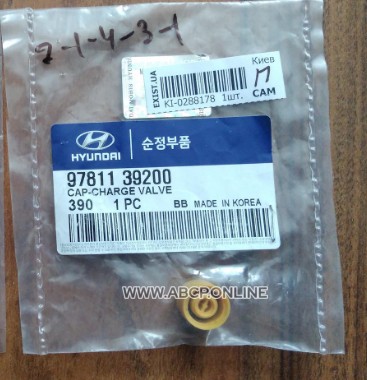 2-1-4-3-1
Киев
EXIST.UA
KI-0288178 1шт.
П
САМ
HYUNDAI
순정부품
97811 39200
CAP-CHARGE VALVE
390 1 PC BB MADE IN KOREA
WWW.ABCPONLINE